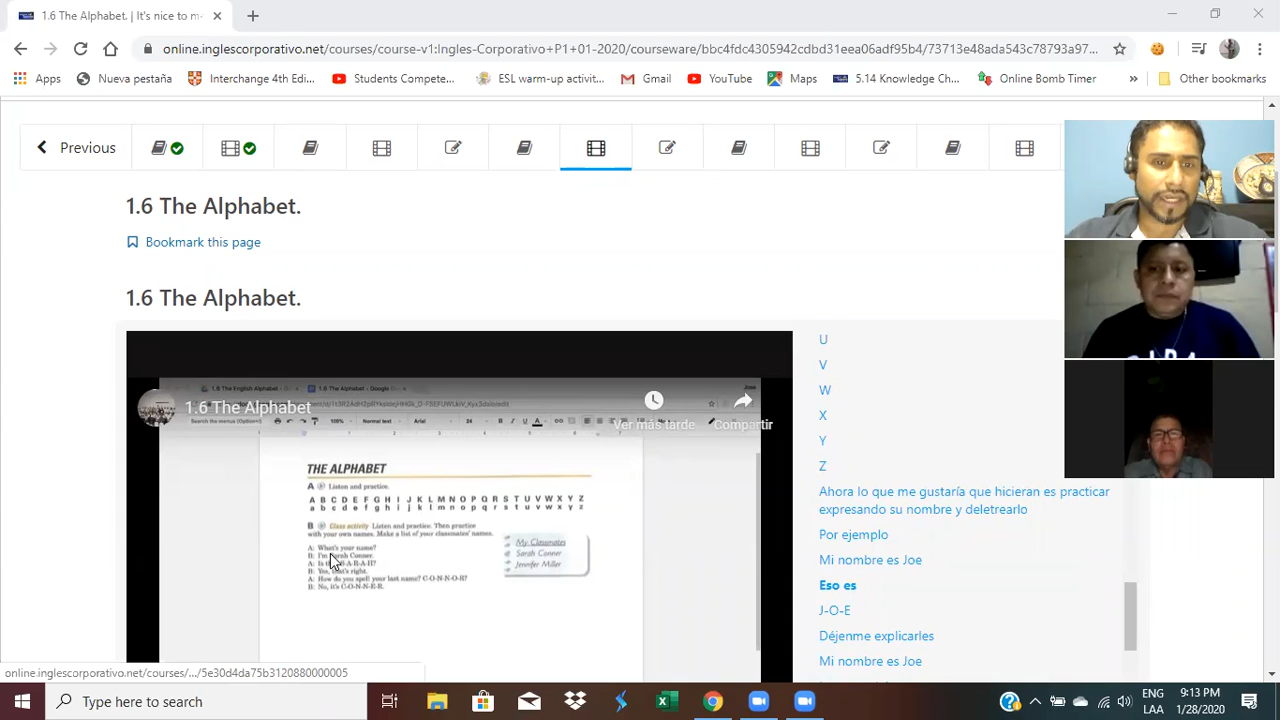 1.6 The Alphabet. | It's nice to m
online.inglescorporativo.net/courses/course-v1:Ingles-Corporativo+P1+01-2020/courseware/bbc4fdc4305942cdbd31eea06adf95b4/73713e48ada543c78793a97...
Apps
Nueva pestaña
Interchange 4th Edi...
Students Compete...
ESL warm-up activit...
Gmail
YouTube
Maps
5.14 Knowledge Ch...
Online Bomb Timer
»
Other bookmarks
Previous
1.6 The Alphabet.
Bookmark this page
1.6 The Alphabet.
1.6 The Alphabet
Ver más tarde
Compartir
THE ALPHABET
A Listen and practice.
A B C D E F G H I J K L M N O P Q R S T U V W X Y Z
a b c d e f g h i j k l m n o p q r s t u v w x y z
B Class activity Listen and practice. Then practice
with your own names. Make a list of your classmates' names.
A: What's your name?
B: I'm Sarah Conner.
A: Is A-R-A-H?
B: Yes, that's right.
A: How do you spell your last name? C-O-N-N-O-R?
B: No, it's C-O-N-N-E-R.
My Classmates
Sarah Conner
Jennifer Miller
U
V
W
X
Y
Z
Ahora lo que me gustaría que hicieran es practicar
expresando su nombre y deletrearlo
Por ejemplo
Mi nombre es Joe
Eso es
J-O-E
Déjenme explicarles
Mi nombre es Joe
online.inglescorporativo.net/courses/.../5e30d4da75b3120880000005
Type here to search
ENG
LAA
9:13 PM
1/28/2020